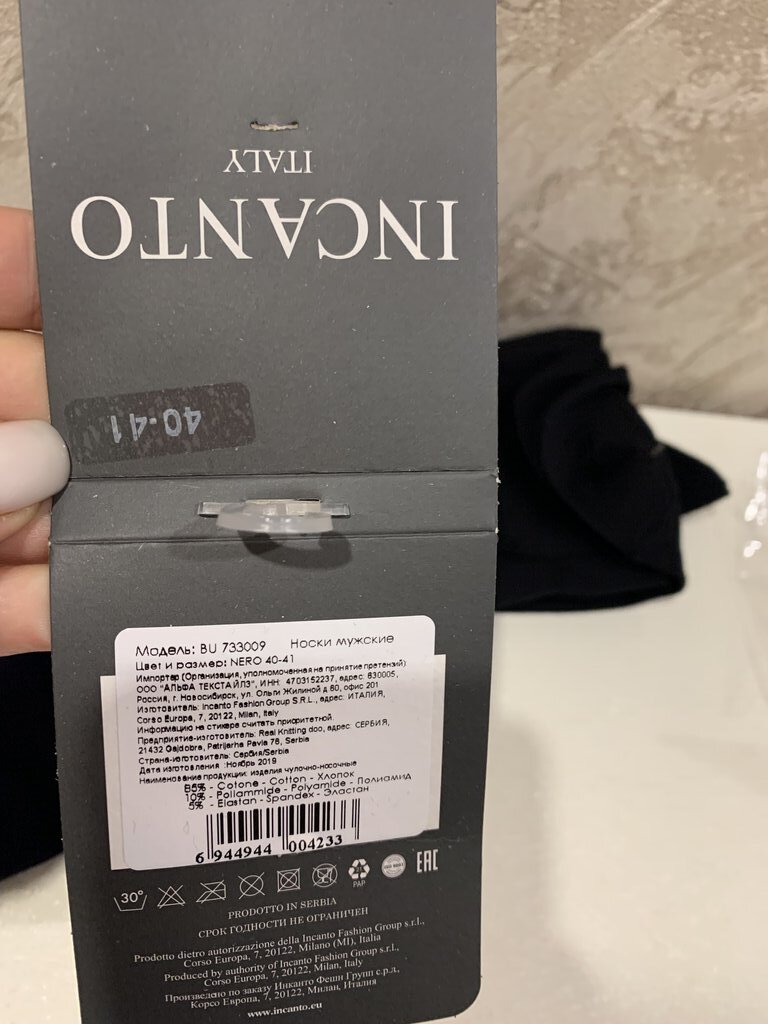 INCANTO
ITALY
40-41
Модель: BU 733009 Носки мужские
Цвет и размер: NERO 40-41
Импортер (Организация, уполномоченная на принятие претензий)
ООО "АЛЬФА ТЕКСТАЙЛЗ", ИНН: 4703152237, адрес: 630005,
Россия, г. Новосибирск, ул. Ольги Жилиной д 60, офис 201
Изготовитель: Incanto Fashion Group S.R.L., адрес: ИТАЛИЯ,
Corso Europa, 7, 20122, Milan, Italy
Информацию на стикере считать приоритетной.
Предприятие-изготовитель: Real Knitting doo, адрес: СЕРБИЯ,
21432 Gajdobra, Patrijarha Pavla 76, Serbia
Страна-изготовитель: Сербия/Serbia
Дата изготовления :Ноябрь 2019
Наименование продукции: изделия чулочно-носочные
85% - Cotone - Cotton - Хлопок
10% - Poliammide - Polyamide - Полиамид
5% - Elastan - Spandex - Эластан
6 944944 004233
30°
PAP
EAC
PRODOTTO IN SERBIA
СРОК ГОДНОСТИ НЕ ОГРАНИЧЕН
Prodotto dietro autorizzazione della Incanto Fashion Group s.r.l.,
Corso Europa, 7, 20122, Milano (MI), Italia
Produced by authority of Incanto Fashion Group s.r.l.,
Corso Europa, 7, 20122, Milan, Italy
Произведено по заказу Инканто Фешн Групп с.р.л.,
Корсо Европа, 7, 20122, Милан, Италия
www.incanto.eu